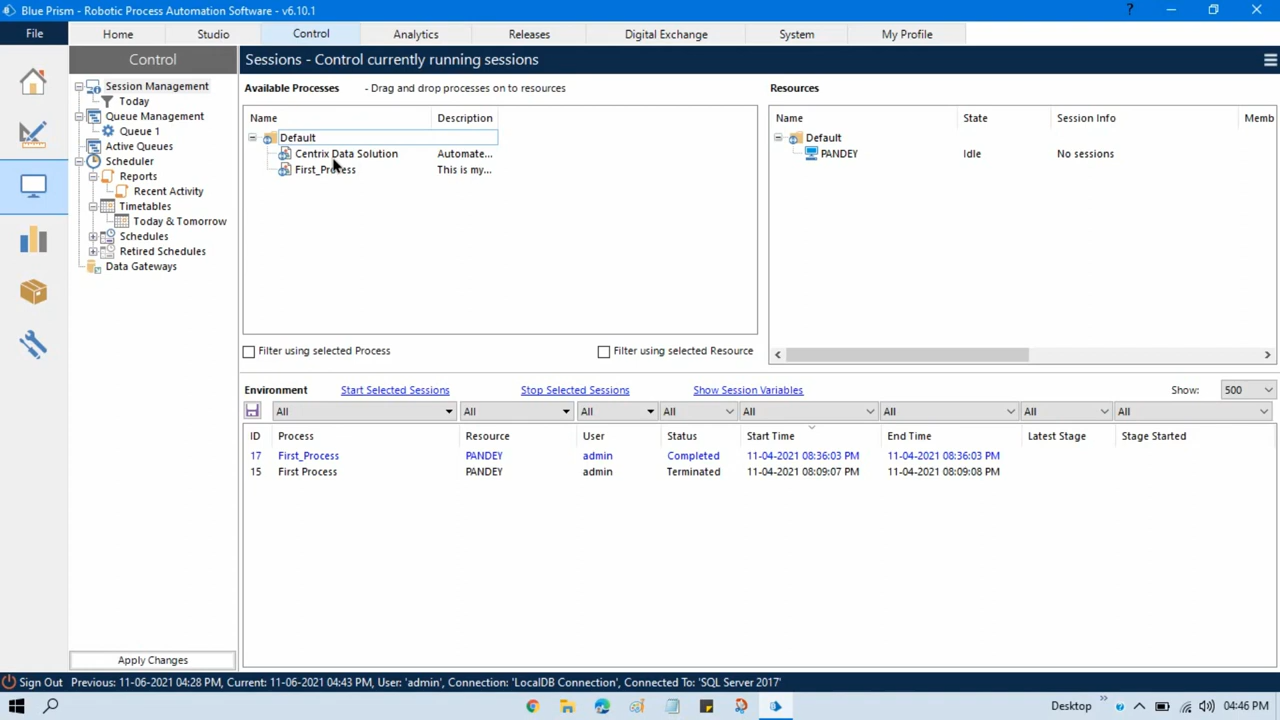 Blue Prism - Robotic Process Automation Software - v6.10.1
?
File Home Studio Control Analytics Releases Digital Exchange System My Profile
Control
Sessions - Control currently running sessions
Session Management
Today
Queue Management
Queue 1
Active Queues
Scheduler
Reports
Recent Activity
Timetables
Today & Tomorrow
Schedules
Retired Schedules
Data Gateways
Apply Changes
Available Processes - Drag and drop processes on to resources
Name Description
Default
Centrix Data Solution Automate...
First_Process This is my...
Filter using selected Process Filter using selected Resource
Resources
Name State Session Info Memb
Default
PANDEY Idle No sessions
Environment Start Selected Sessions Stop Selected Sessions Show Session Variables Show: 500
All All All All All All All All
ID Process Resource User Status Start Time End Time Latest Stage Stage Started
17 First_Process PANDEY admin Completed 11-04-2021 08:36:03 PM 11-04-2021 08:36:03 PM
15 First Process PANDEY admin Terminated 11-04-2021 08:09:07 PM 11-04-2021 08:09:08 PM
Sign Out Previous: 11-06-2021 04:28 PM, Current: 11-06-2021 04:43 PM, User: 'admin', Connection: 'LocalDB Connection', Connected To: 'SQL Server 2017'
Desktop » 04:46 PM